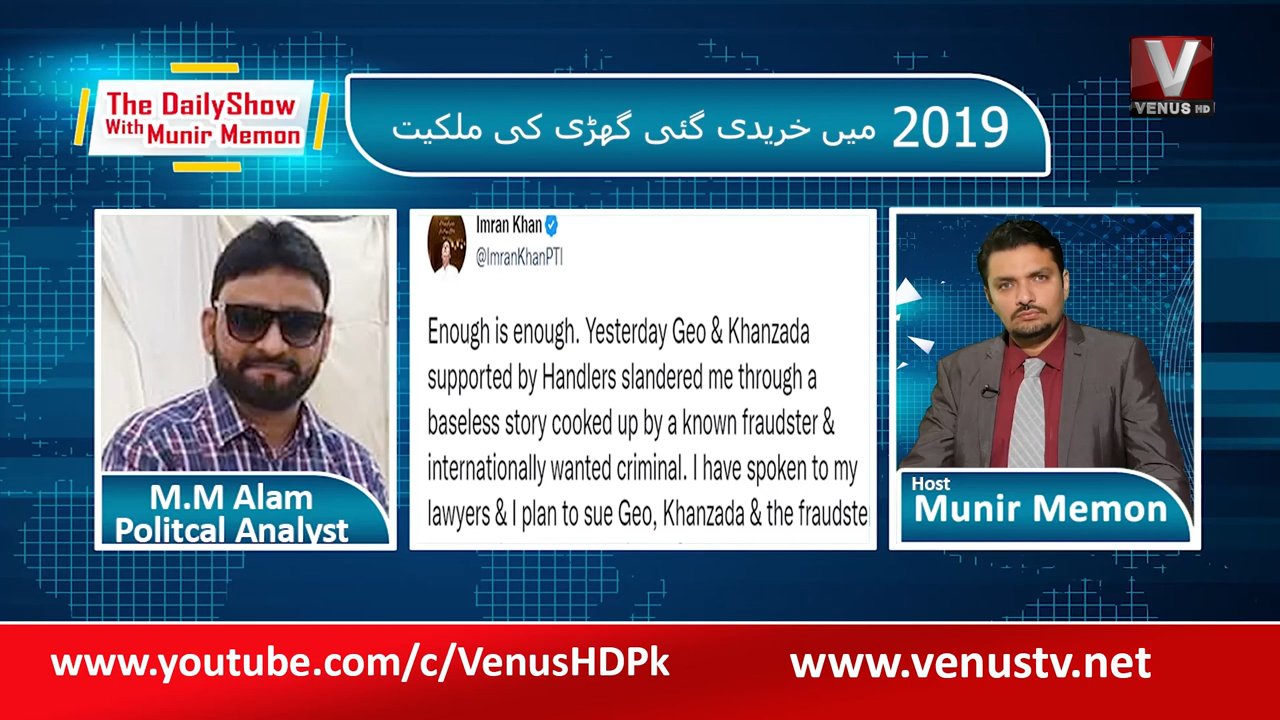 The DailyShow
With Munir Memon
2019 میں خریدی گئی گھڑی کی ملکیت
V
VENUS HD
Imran Khan
@ImranKhanPTI
Enough is enough. Yesterday Geo & Khanzada
supported by Handlers slandered me through a
baseless story cooked up by a known fraudster &
internationally wanted criminal. I have spoken to my
lawyers & I plan to sue Geo, Khanzada & the fraudste
M.M Alam
Politcal Analyst
Host
Munir Memon
www.youtube.com/c/VenusHDPk
www.venustv.net